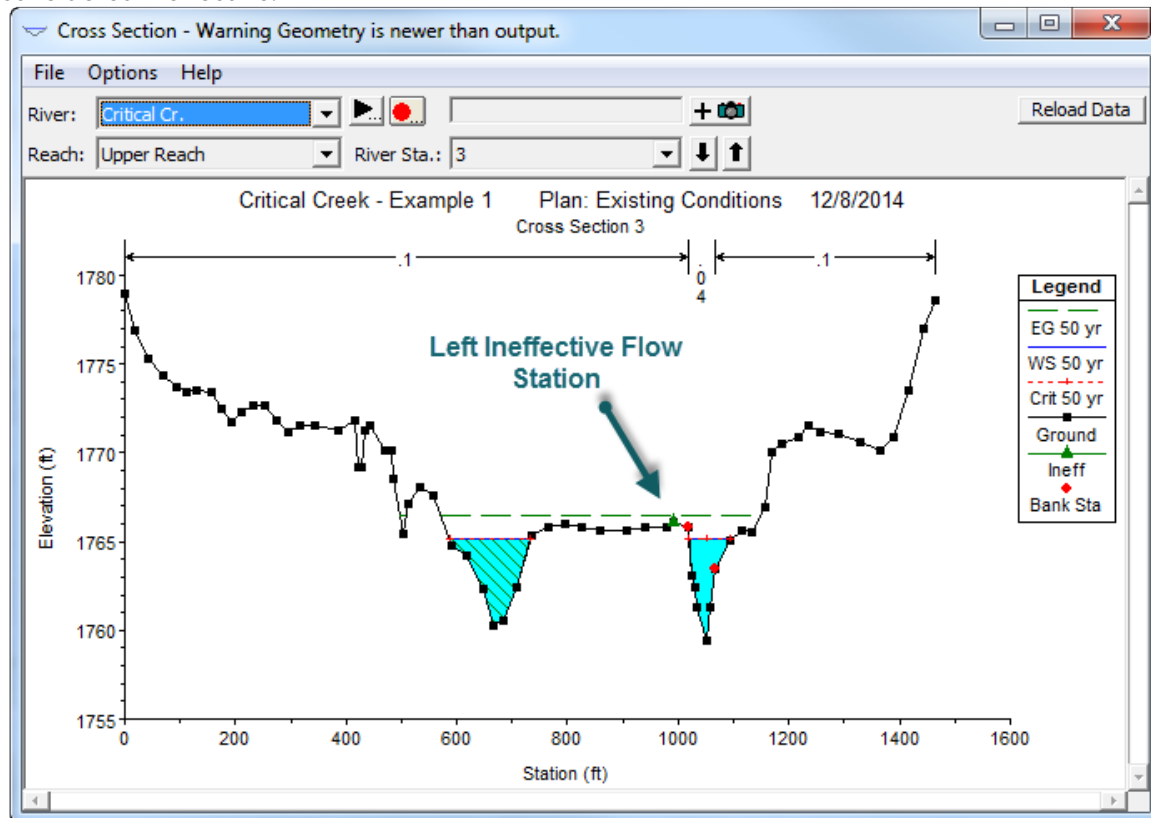 Cross Section - Warning Geometry is newer than output.
File Options Help
River: Critical Cr. Reload Data
Reach: Upper Reach River Sta.: 3
Critical Creek - Example 1 Plan: Existing Conditions 12/8/2014
Cross Section 3
.1 .04 .1
Left Ineffective Flow
Station
Legend
EG 50 yr
WS 50 yr
Crit 50 yr
Ground
Ineff
Bank Sta
Elevation (ft)
1780
1775
1770
1765
1760
1755
0 200 400 600 800 1000 1200 1400 1600
Station (ft)